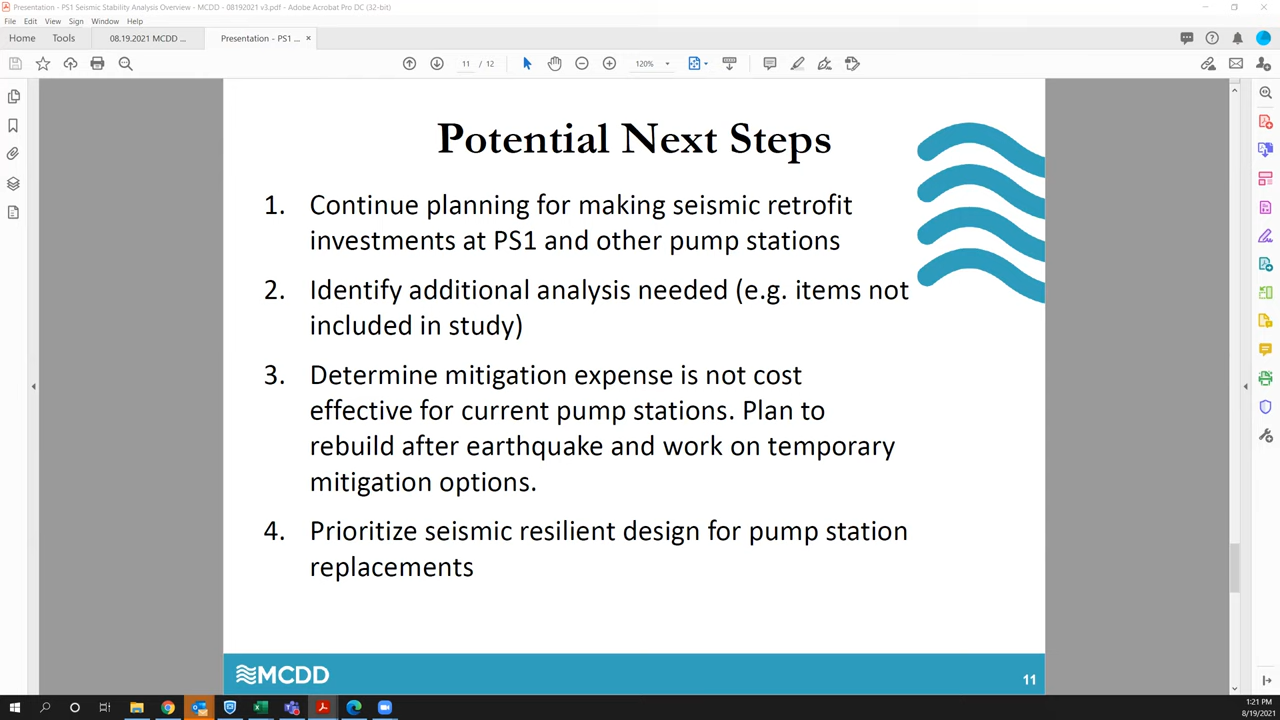 Presentation - PS1 Seismic Stability Analysis Overview - MCDD - 08192021 v3.pdf - Adobe Acrobat Pro DC (32-bit)
File Edit View Sign Window Help
Home Tools 08.19.2021 MCDD ... Presentation - PS1 ... ×
11 / 12 120%
Potential Next Steps
1. Continue planning for making seismic retrofit
investments at PS1 and other pump stations
2. Identify additional analysis needed (e.g. items not
included in study)
3. Determine mitigation expense is not cost
effective for current pump stations. Plan to
rebuild after earthquake and work on temporary
mitigation options.
4. Prioritize seismic resilient design for pump station
replacements
MCDD 11
1:21 PM
8/19/2021